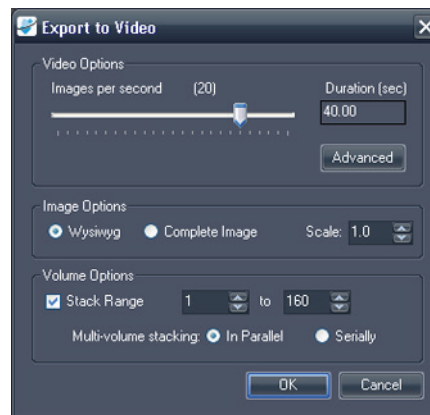 Export to Video
Video Options
Images per second (20) Duration (sec)
40.00
Advanced
Image Options
Wysiwyg Complete Image Scale: 1.0
Volume Options
Stack Range 1 to 160
Multi-volume stacking: In Parallel Serially
OK Cancel